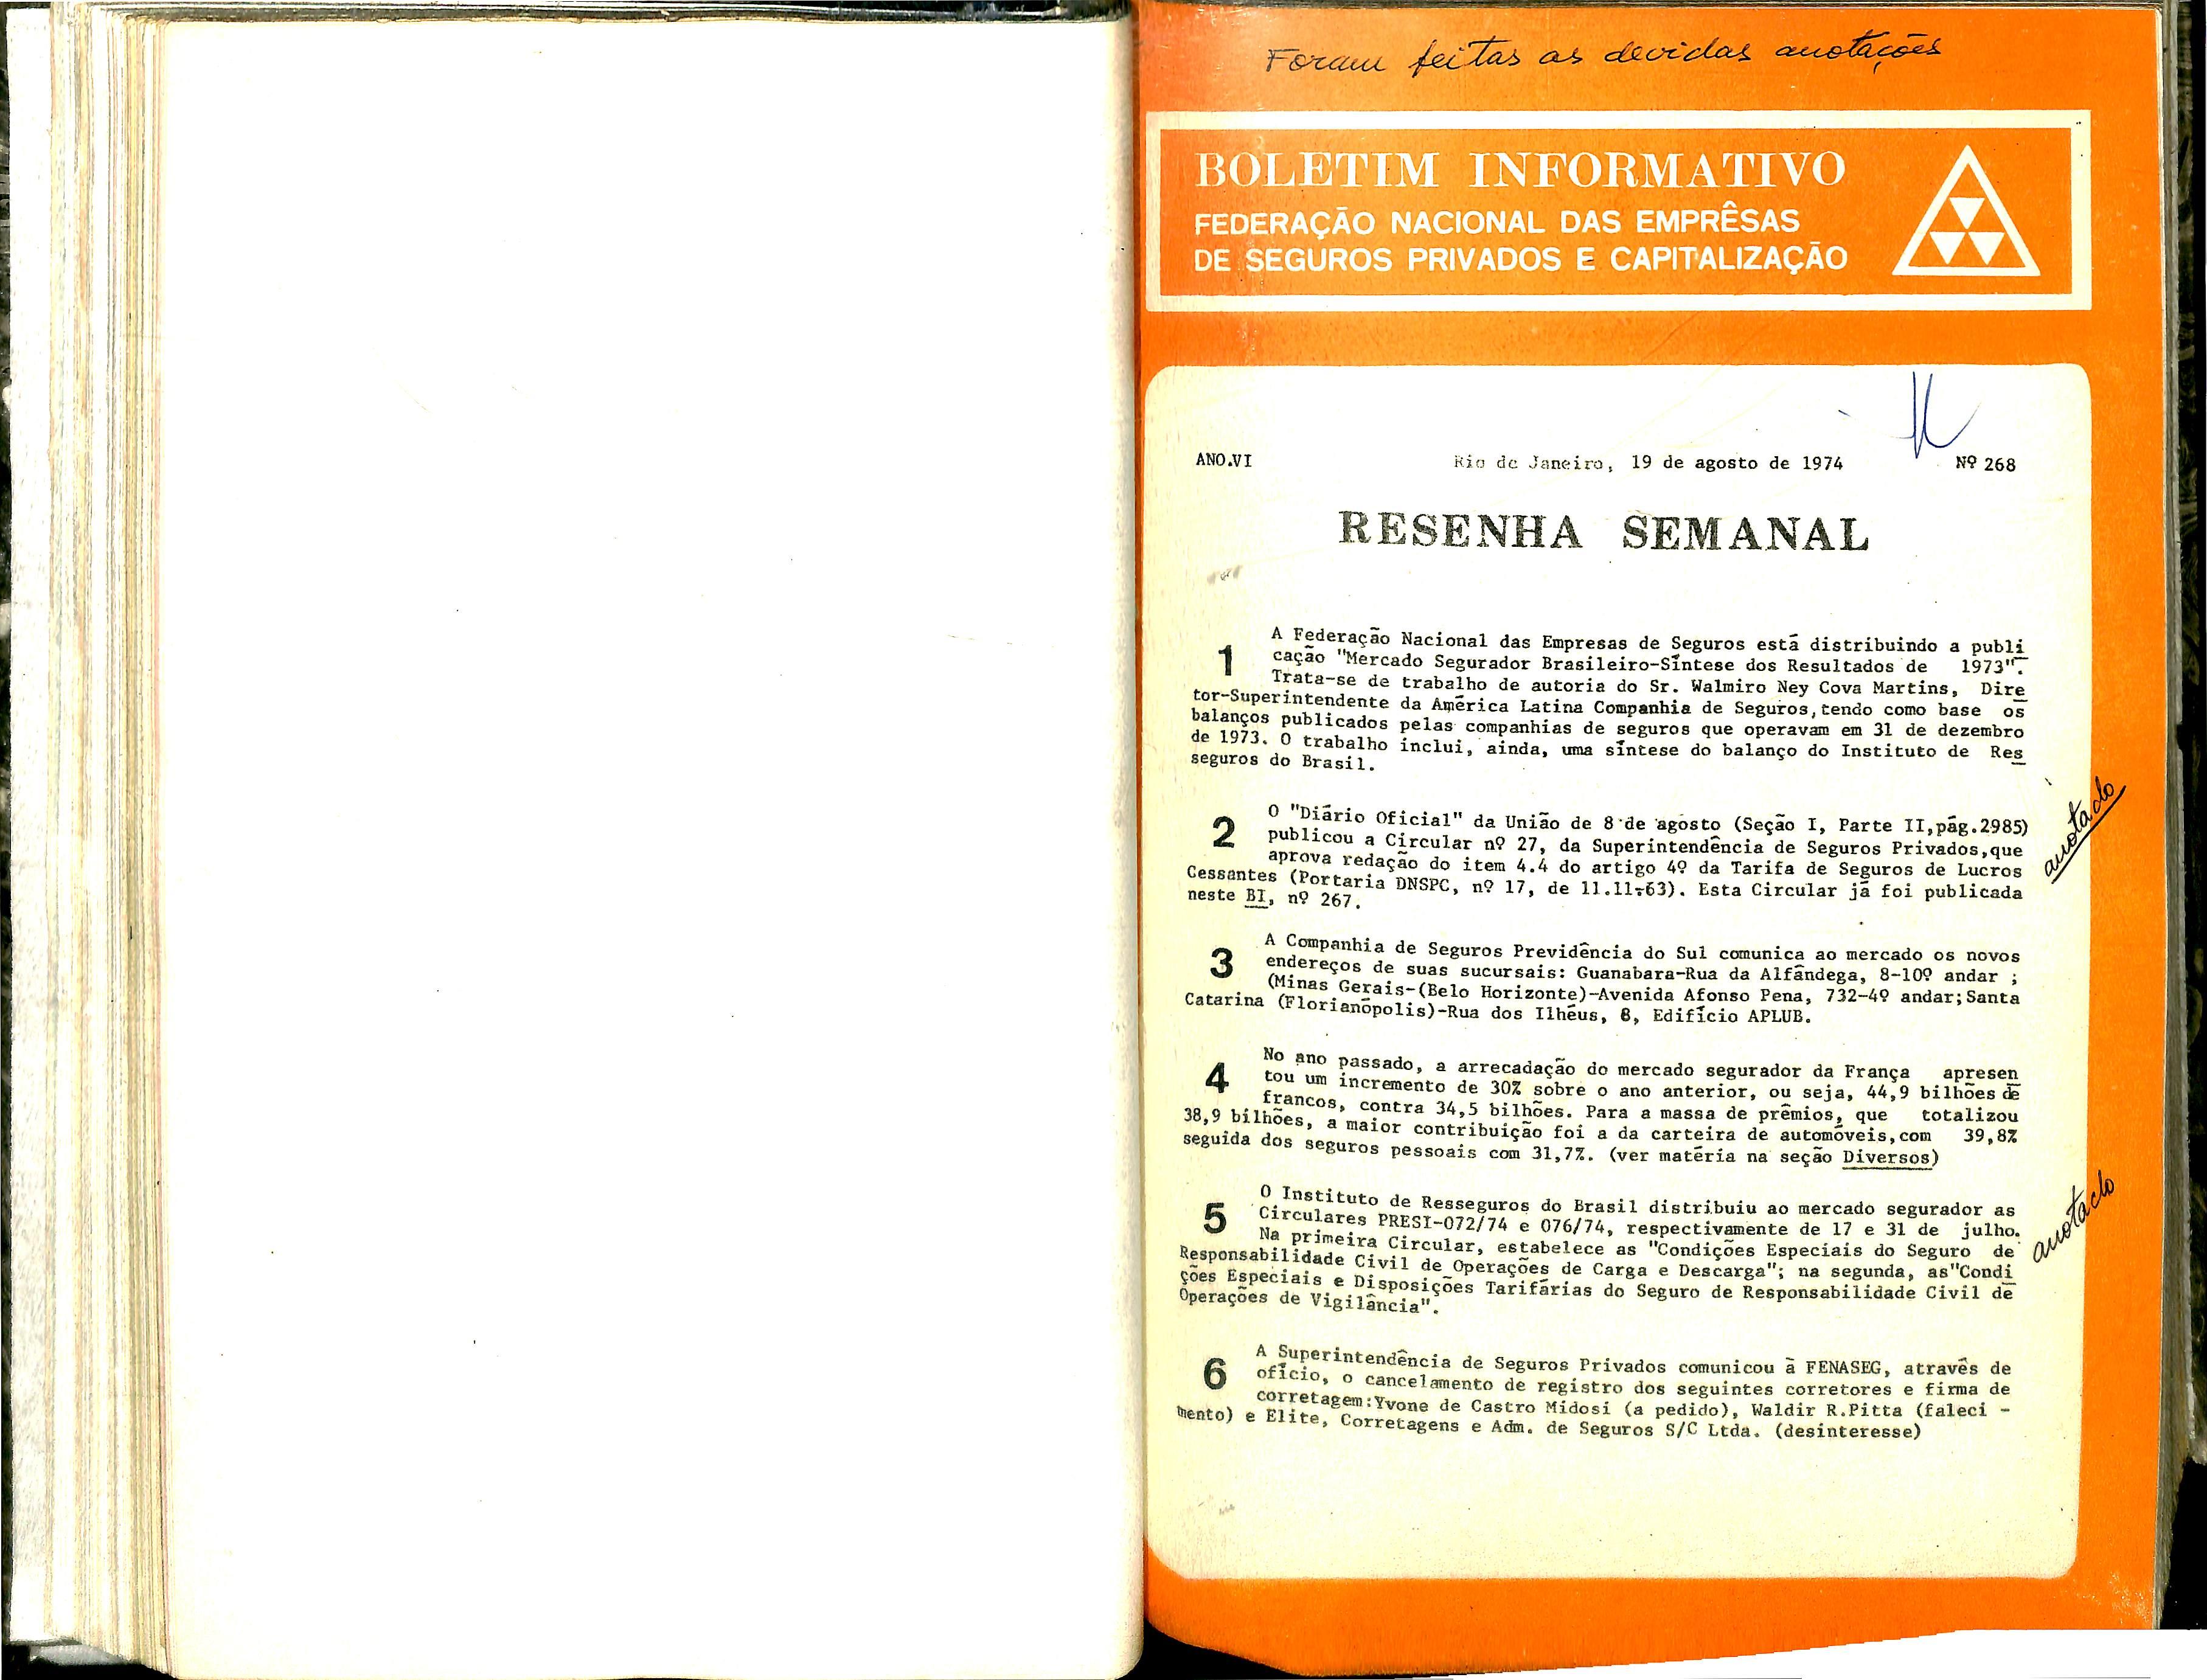 Foram feitas as devidas anotações
BOLETIM INFORMATIVO
FEDERAÇÃO NACIONAL DAS EMPRÊSAS
DE SEGUROS PRIVADOS E CAPITALIZAÇÃO
ANO.VI Rio de Janeiro, 19 de agosto de 1974 Nº 268
RESENHA SEMANAL
1 A Federação Nacional das Empresas de Seguros está distribuindo a publi
cação "Mercado Segurador Brasileiro-Síntese dos Resultados de 1973".
Trata-se de trabalho de autoria do Sr. Walmiro Ney Cova Martins, Dire
tor-Superintendente da América Latina Companhia de Seguros, tendo como base os
balanços publicados pelas companhias de seguros que operavam em 31 de dezembro
de 1973. O trabalho inclui, ainda, uma síntese do balanço do Instituto de Res
seguros do Brasil.
2 O "Diário Oficial" da União de 8 de agosto (Seção I, Parte II,pág.2985)
publicou a Circular nº 27, da Superintendência de Seguros Privados,que
aprova redação do item 4.4 do artigo 4º da Tarifa de Seguros de Lucros
Cessantes (Portaria DNSPC, nº 17, de 11.11.63). Esta Circular já foi publicada
neste BI, nº 267.
anotado
3 A Companhia de Seguros Previdência do Sul comunica ao mercado os novos
endereços de suas sucursais: Guanabara-Rua da Alfândega, 8-10º andar ;
(Minas Gerais-(Belo Horizonte)-Avenida Afonso Pena, 732-4º andar;Santa
Catarina (Florianópolis)-Rua dos Ilhéus, 8, Edifício APLUB.
4 No ano passado, a arrecadação do mercado segurador da França apresen
tou um incremento de 30% sobre o ano anterior, ou seja, 44,9 bilhões de
francos, contra 34,5 bilhões. Para a massa de prêmios, que totalizou
38,9 bilhões, a maior contribuição foi a da carteira de automóveis,com 39,8%
seguida dos seguros pessoais com 31,7%. (ver matéria na seção Diversos)
5 O Instituto de Resseguros do Brasil distribuiu ao mercado segurador as
Circulares PRESI-072/74 e 076/74, respectivamente de 17 e 31 de julho.
Na primeira Circular, estabelece as "Condições Especiais do Seguro de
Responsabilidade Civil de Operações de Carga e Descarga"; na segunda, as"Condi
ções Especiais e Disposições Tarifárias do Seguro de Responsabilidade Civil de
Operações de Vigilância".
anotado
6 A Superintendência de Seguros Privados comunicou à FENASEG, através de
ofício, o cancelamento de registro dos seguintes corretores e firma de
corretagem:Yvone de Castro Midosi (a pedido), Waldir R.Pitta (faleci -
mento) e Elite, Corretagens e Adm. de Seguros S/C Ltda. (desinteresse)